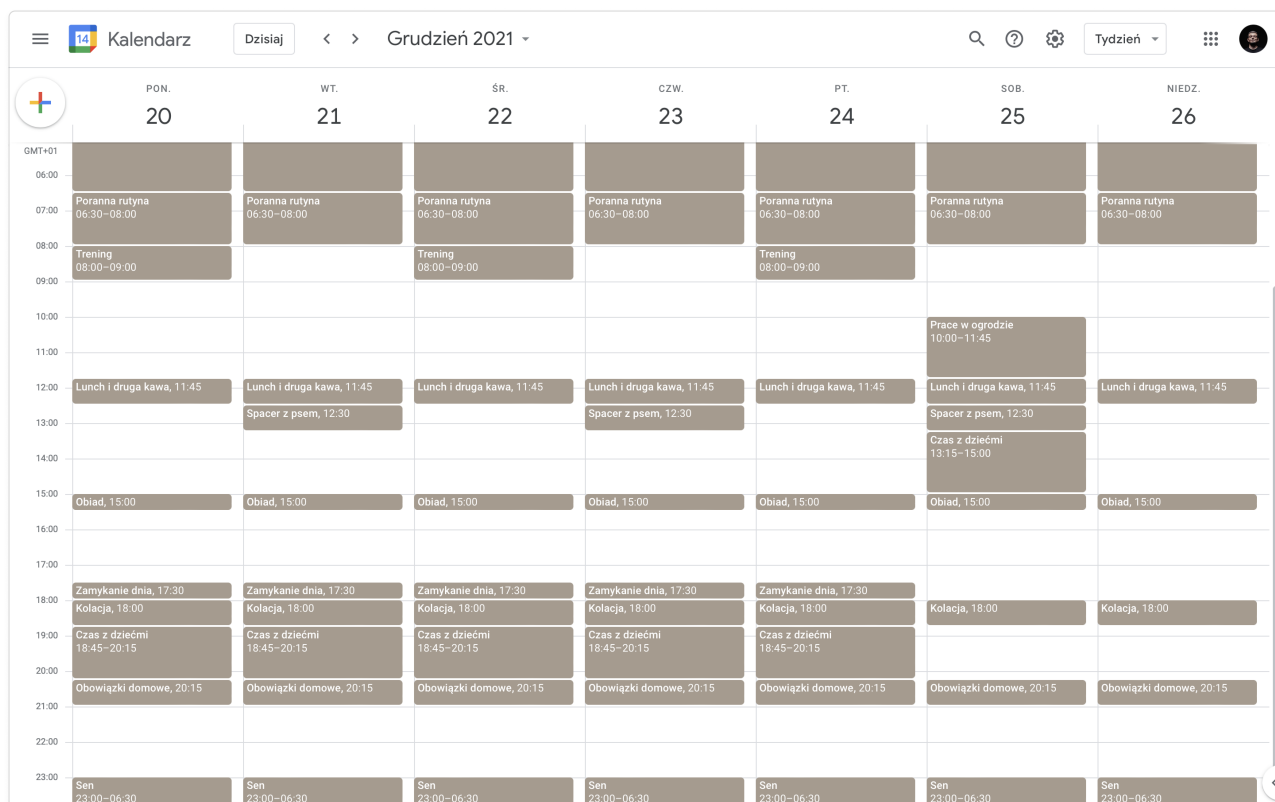 14 Kalendarz Dzisiaj Grudzień 2021 Tydzień
PON. WT. ŚR. CZW. PT. SOB. NIEDZ.
20 21 22 23 24 25 26
GMT+01
06:00
Poranna rutyna Poranna rutyna Poranna rutyna Poranna rutyna Poranna rutyna Poranna rutyna Poranna rutyna
07:00 06:30–08:00 06:30–08:00 06:30–08:00 06:30–08:00 06:30–08:00 06:30–08:00 06:30–08:00
08:00
Trening Trening Trening
08:00–09:00 08:00–09:00 08:00–09:00
09:00
10:00
Prace w ogrodzie
10:00–11:45
11:00
12:00 Lunch i druga kawa, 11:45 Lunch i druga kawa, 11:45 Lunch i druga kawa, 11:45 Lunch i druga kawa, 11:45 Lunch i druga kawa, 11:45 Lunch i druga kawa, 11:45 Lunch i druga kawa, 11:45
Spacer z psem, 12:30 Spacer z psem, 12:30 Spacer z psem, 12:30
13:00
Czas z dziećmi
13:15–15:00
14:00
15:00
Obiad, 15:00 Obiad, 15:00 Obiad, 15:00 Obiad, 15:00 Obiad, 15:00 Obiad, 15:00 Obiad, 15:00
16:00
17:00
Zamykanie dnia, 17:30 Zamykanie dnia, 17:30 Zamykanie dnia, 17:30 Zamykanie dnia, 17:30 Zamykanie dnia, 17:30
18:00
Kolacja, 18:00 Kolacja, 18:00 Kolacja, 18:00 Kolacja, 18:00 Kolacja, 18:00 Kolacja, 18:00 Kolacja, 18:00
19:00 Czas z dziećmi Czas z dziećmi Czas z dziećmi Czas z dziećmi Czas z dziećmi
18:45–20:15 18:45–20:15 18:45–20:15 18:45–20:15 18:45–20:15
20:00
Obowiązki domowe, 20:15 Obowiązki domowe, 20:15 Obowiązki domowe, 20:15 Obowiązki domowe, 20:15 Obowiązki domowe, 20:15 Obowiązki domowe, 20:15 Obowiązki domowe, 20:15
21:00
22:00
23:00
Sen Sen Sen Sen Sen Sen Sen
23:00–06:30 23:00–06:30 23:00–06:30 23:00–06:30 23:00–06:30 23:00–06:30 23:00–06:30